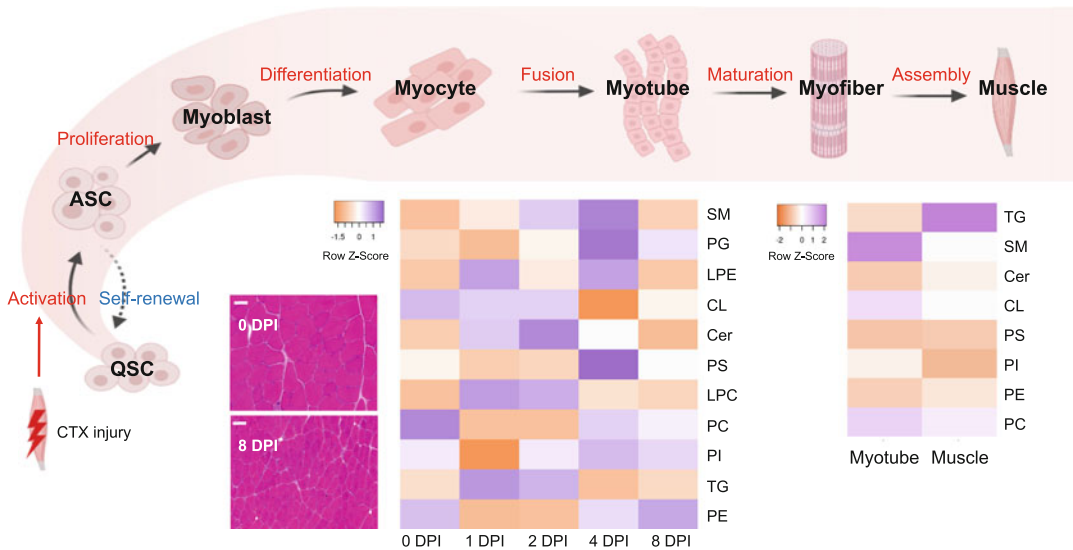 Differentiation
Fusion
Maturation
Assembly
Myocyte
Myotube
Myofiber
Muscle
Myoblast
Proliferation
ASC
Activation
Self-renewal
QSC
CTX injury
0 DPI
8 DPI
-1.5 0 1
Row Z-Score
SM
PG
LPE
CL
Cer
PS
LPC
PC
PI
TG
PE
0 DPI 1 DPI 2 DPI 4 DPI 8 DPI
-2 0 1 2
Row Z-Score
TG
SM
Cer
CL
PS
PI
PE
PC
Myotube Muscle